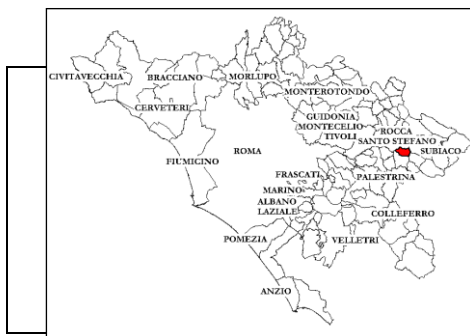 CIVITAVECCHIA
BRACCIANO
MORLUPO
MONTEROTONDO
CERVETERI
GUIDONIA
MONTECELIO
TIVOLI
ROCCA
SANTO STEFANO
SUBIACO
ROMA
FIUMICINO
FRASCATI
PALESTRINA
MARINO
ALBANO
LAZIALE
COLLEFERRO
POMEZIA
VELLETRI
ANZIO